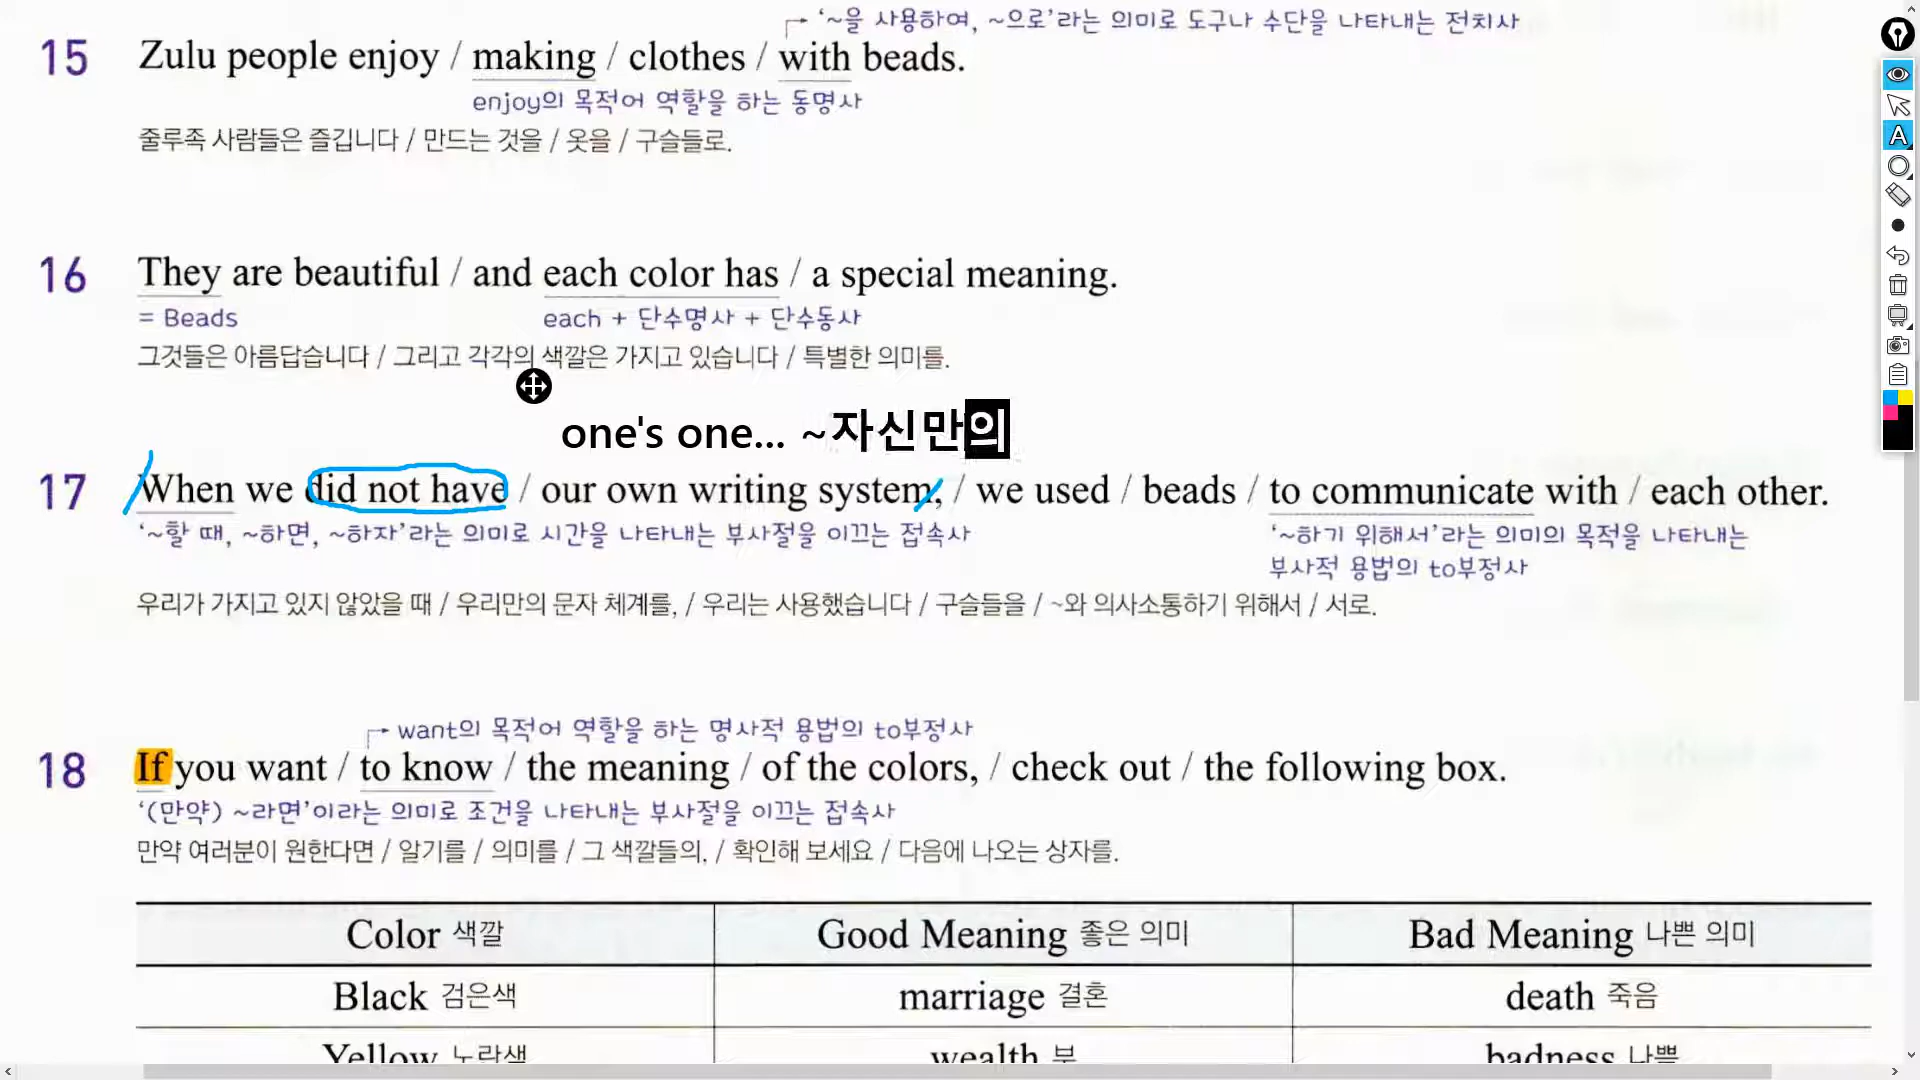 '~을 사용하여, ~으로'라는 의미로 도구나 수단을 나타내는 전치사
15 Zulu people enjoy / making / clothes / with beads.
enjoy의 목적어 역할을 하는 동명사
줄루족 사람들은 즐깁니다 / 만드는 것을 / 옷을 / 구슬들로.
16 They are beautiful / and each color has / a special meaning.
= Beads each + 단수명사 + 단수동사
그것들은 아름답습니다 / 그리고 각각의 색깔은 가지고 있습니다 / 특별한 의미를.
one's one... ~자신만의
17 When we did not have / our own writing system, / we used / beads / to communicate with / each other.
'~할 때, ~하면, ~하자'라는 의미로 시간을 나타내는 부사절을 이끄는 접속사 '~하기 위해서'라는 의미의 목적을 나타내는
부사적 용법의 to부정사
우리가 가지고 있지 않았을 때 / 우리만의 문자 체계를, / 우리는 사용했습니다 / 구슬들을 / ~와 의사소통하기 위해서 / 서로.
want의 목적어 역할을 하는 명사적 용법의 to부정사
18 If you want / to know / the meaning / of the colors, / check out / the following box.
'(만약) ~라면'이라는 의미로 조건을 나타내는 부사절을 이끄는 접속사
만약 여러분이 원한다면 / 알기를 / 의미를 / 그 색깔들의, / 확인해 보세요 / 다음에 나오는 상자를.
Color 색깔 Good Meaning 좋은 의미 Bad Meaning 나쁜 의미
Black 검은색 marriage 결혼 death 죽음
Yellow 노란색 wealth 부 badness 나쁨
A